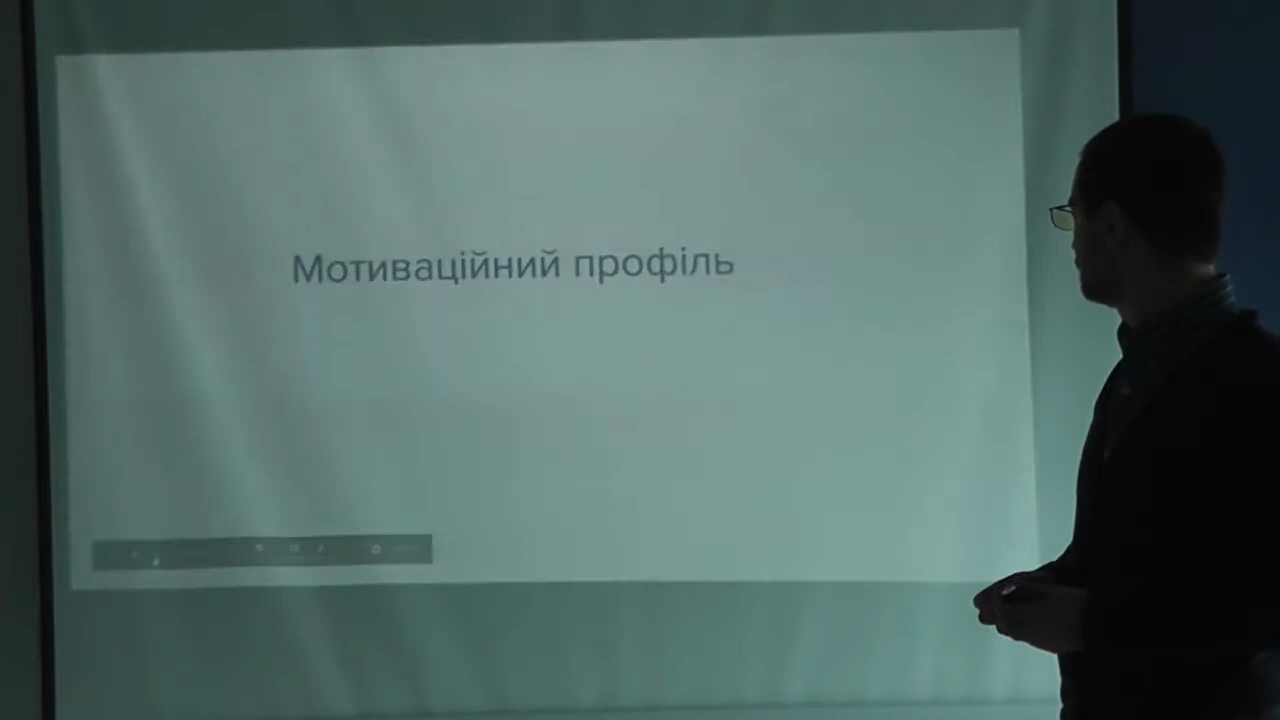 Мотиваційний профіль